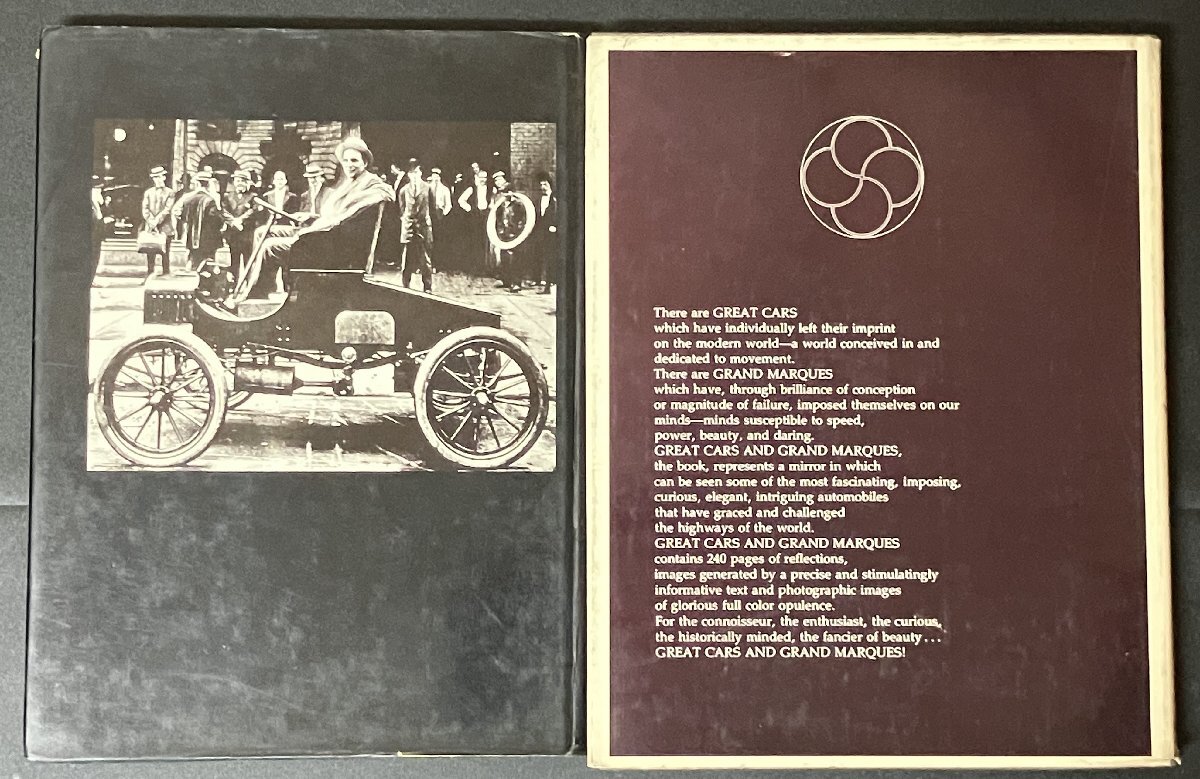 There are GREAT CARS
which have individually left their imprint
on the modern world—a world conceived in and
dedicated to movement.
There are GRAND MARQUES
which have, through brilliance of conception
or magnitude of failure, imposed themselves on our
minds—minds susceptible to speed,
power, beauty, and daring.
GREAT CARS AND GRAND MARQUES,
the book, represents a mirror in which
can be seen some of the most fascinating, imposing,
curious, elegant, intriguing automobiles
that have graced and challenged
the highways of the world.
GREAT CARS AND GRAND MARQUES
contains 240 pages of reflections,
images generated by a precise and stimulatingly
informative text and photographic images
of glorious full color opulence.
For the connoisseur, the enthusiast, the curious,
the historically minded, the fancier of beauty...
GREAT CARS AND GRAND MARQUES!